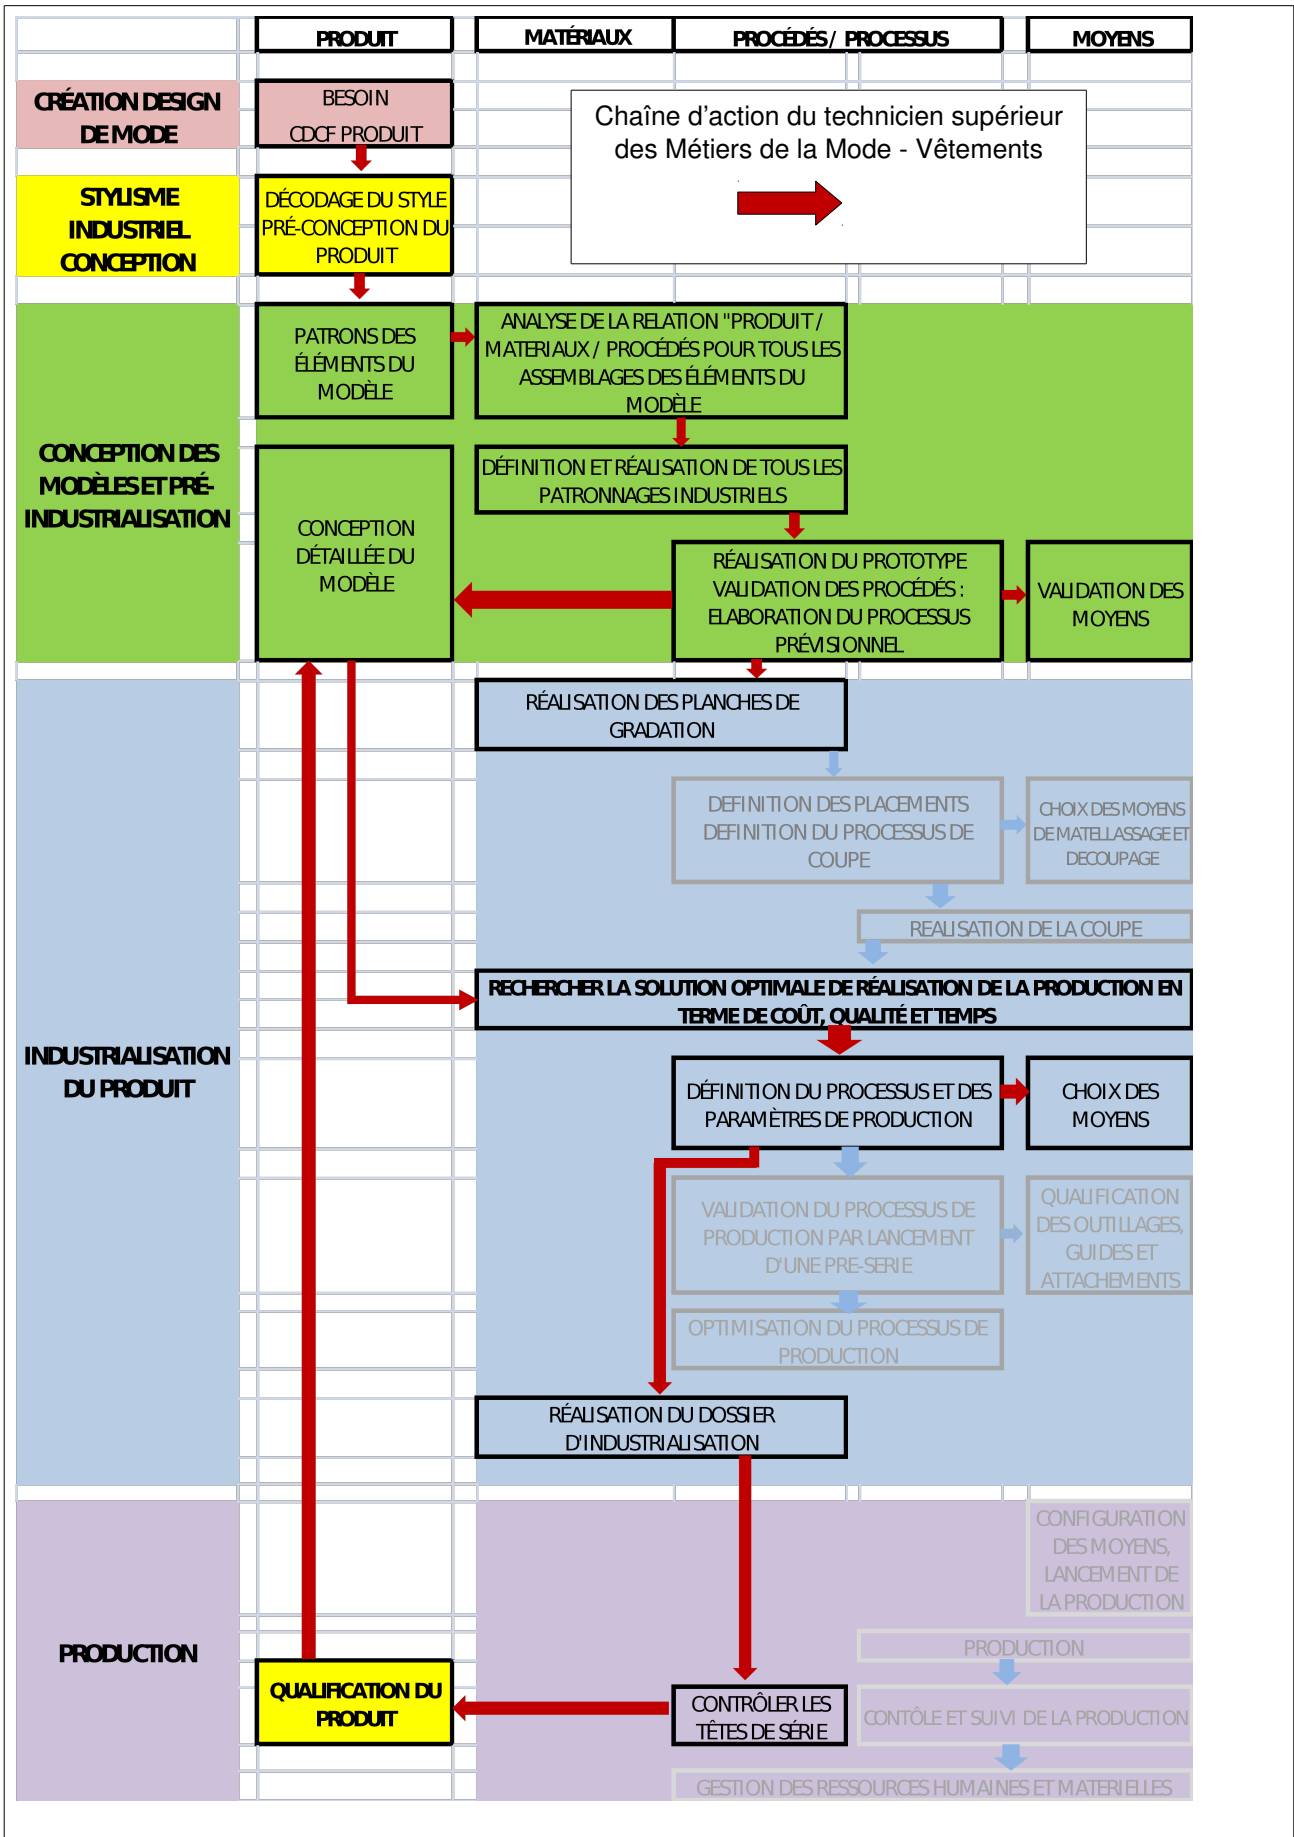 PRODUIT
MATÉRIAUX
PROCÉDÉS / PROCESSUS
MOYENS
CRÉATION DESIGN
DE MODE
BESOIN
CDCF PRODUIT
Chaîne d'action du technicien supérieur
des Métiers de la Mode - Vêtements
STYLISME
INDUSTRIEL
CONCEPTION
DÉCODAGE DU STYLE
PRÉ-CONCEPTION DU
PRODUIT
CONCEPTION DES
MODÈLES ET PRÉ-
INDUSTRIALISATION
PATRONS DES
ÉLÉMENTS DU
MODÈLE
ANALYSE DE LA RELATION "PRODUIT /
MATERIAUX / PROCÉDÉS POUR TOUS LES
ASSEMBLAGES DES ÉLÉMENTS DU
MODÈLE
DÉFINITION ET RÉALISATION DE TOUS LES
PATRONNAGES INDUSTRIELS
CONCEPTION
DÉTAILLÉE DU
MODÈLE
RÉALISATION DU PROTOTYPE
VALIDATION DES PROCÉDÉS :
ELABORATION DU PROCESSUS
PRÉVISIONNEL
VALIDATION DES
MOYENS
INDUSTRIALISATION
DU PRODUIT
RÉALISATION DES PLANCHES DE
GRADATION
DEFINITION DES PLACEMENTS
DEFINITION DU PROCESSUS DE
COUPE
CHOIX DES MOYENS
DE MATELLASSAGE ET
DECOUPAGE
REALISATION DE LA COUPE
RECHERCHER LA SOLUTION OPTIMALE DE RÉALISATION DE LA PRODUCTION EN
TERME DE COÛT, QUALITÉ ET TEMPS
DÉFINITION DU PROCESSUS ET DES
PARAMÈTRES DE PRODUCTION
CHOIX DES
MOYENS
VALIDATION DU PROCESSUS DE
PRODUCTION PAR LANCEMENT
D'UNE PRE-SERIE
QUALIFICATION
DES OUTILLAGES,
GUIDES ET
ATTACHEMENTS
OPTIMISATION DU PROCESSUS DE
PRODUCTION
RÉALISATION DU DOSSIER
D'INDUSTRIALISATION
PRODUCTION
CONFIGURATION
DES MOYENS,
LANCEMENT DE
LA PRODUCTION
PRODUCTION
QUALIFICATION DU
PRODUIT
CONTRÔLER LES
TÊTES DE SÉRIE
CONTÔLE ET SUIVI DE LA PRODUCTION
GESTION DES RESSOURCES HUMAINES ET MATERIELLES